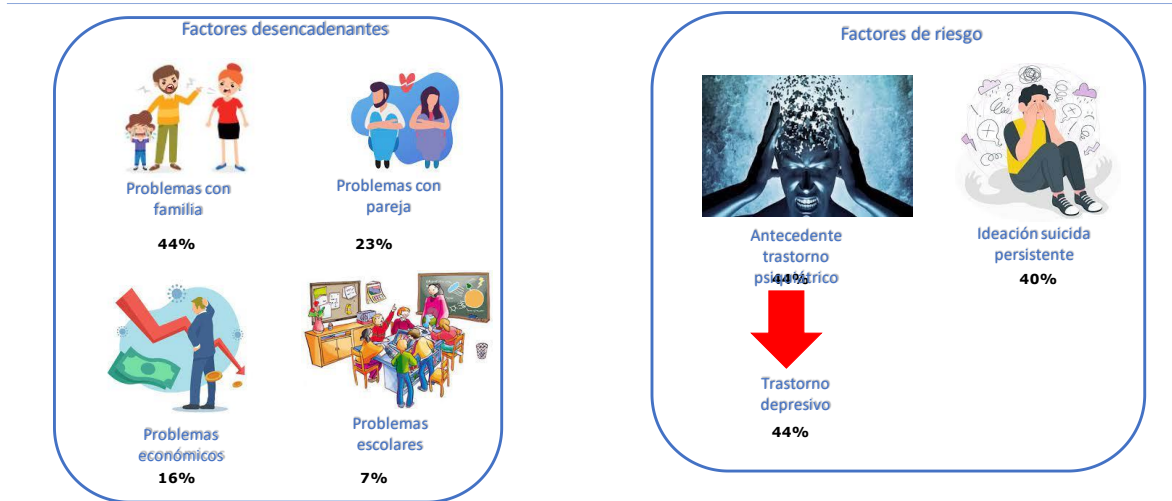 Factores desencadenantes
Problemas con
familia
44%
Problemas con
pareja
23%
Problemas
económicos
16%
Problemas
escolares
7%
Factores de riesgo
Antecedente
trastorno
psiquiátrico
44%
Ideación suicida
persistente
40%
Trastorno
depresivo
44%